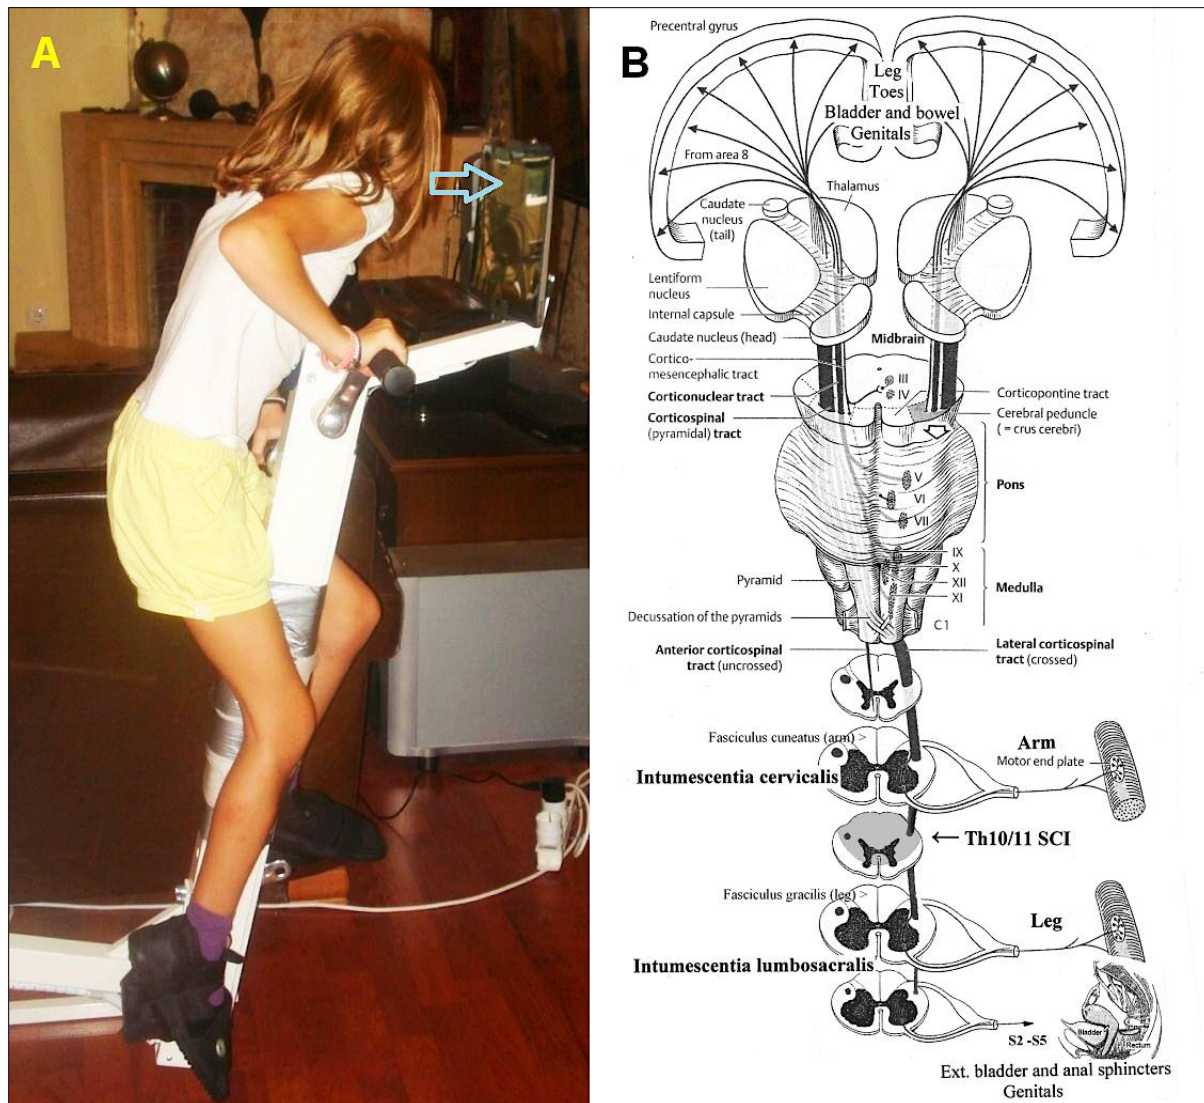 A
B
Precentral gyrus
Leg
Toes
Bladder and bowel
Genitals
From area 8
Thalamus
Caudate
nucleus
(tail)
Lentiform
nucleus
Internal capsule
Caudate nucleus (head)
Midbrain
Cortico-
mesencephalic tract
III
IV
Corticonuclear tract
Corticopontine tract
Corticospinal
(pyramidal) tract
Cerebral peduncle
( = crus cerebri)
V
VI
VII
Pons
IX
X
XII
XI
Pyramid
Medulla
Decussation of the pyramids
C1
Anterior corticospinal
tract (uncrossed)
Lateral corticospinal
tract (crossed)
Fasciculus cuneatus (arm) >
Arm
Motor end plate
Intumescentia cervicalis
← Th10/11 SCI
Fasciculus gracilis (leg) >
Leg
Intumescentia lumbosacralis
Bladder
Rectum
S2 -S5
Ext. bladder and anal sphincters
Genitals